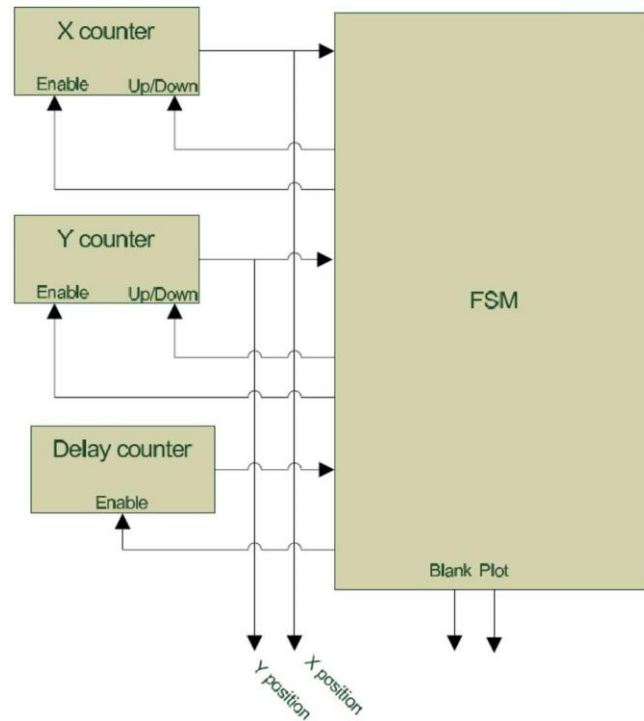 X counter
Enable Up/Down
Y counter
Enable Up/Down
FSM
Delay counter
Enable
Blank Plot
Y position
X position